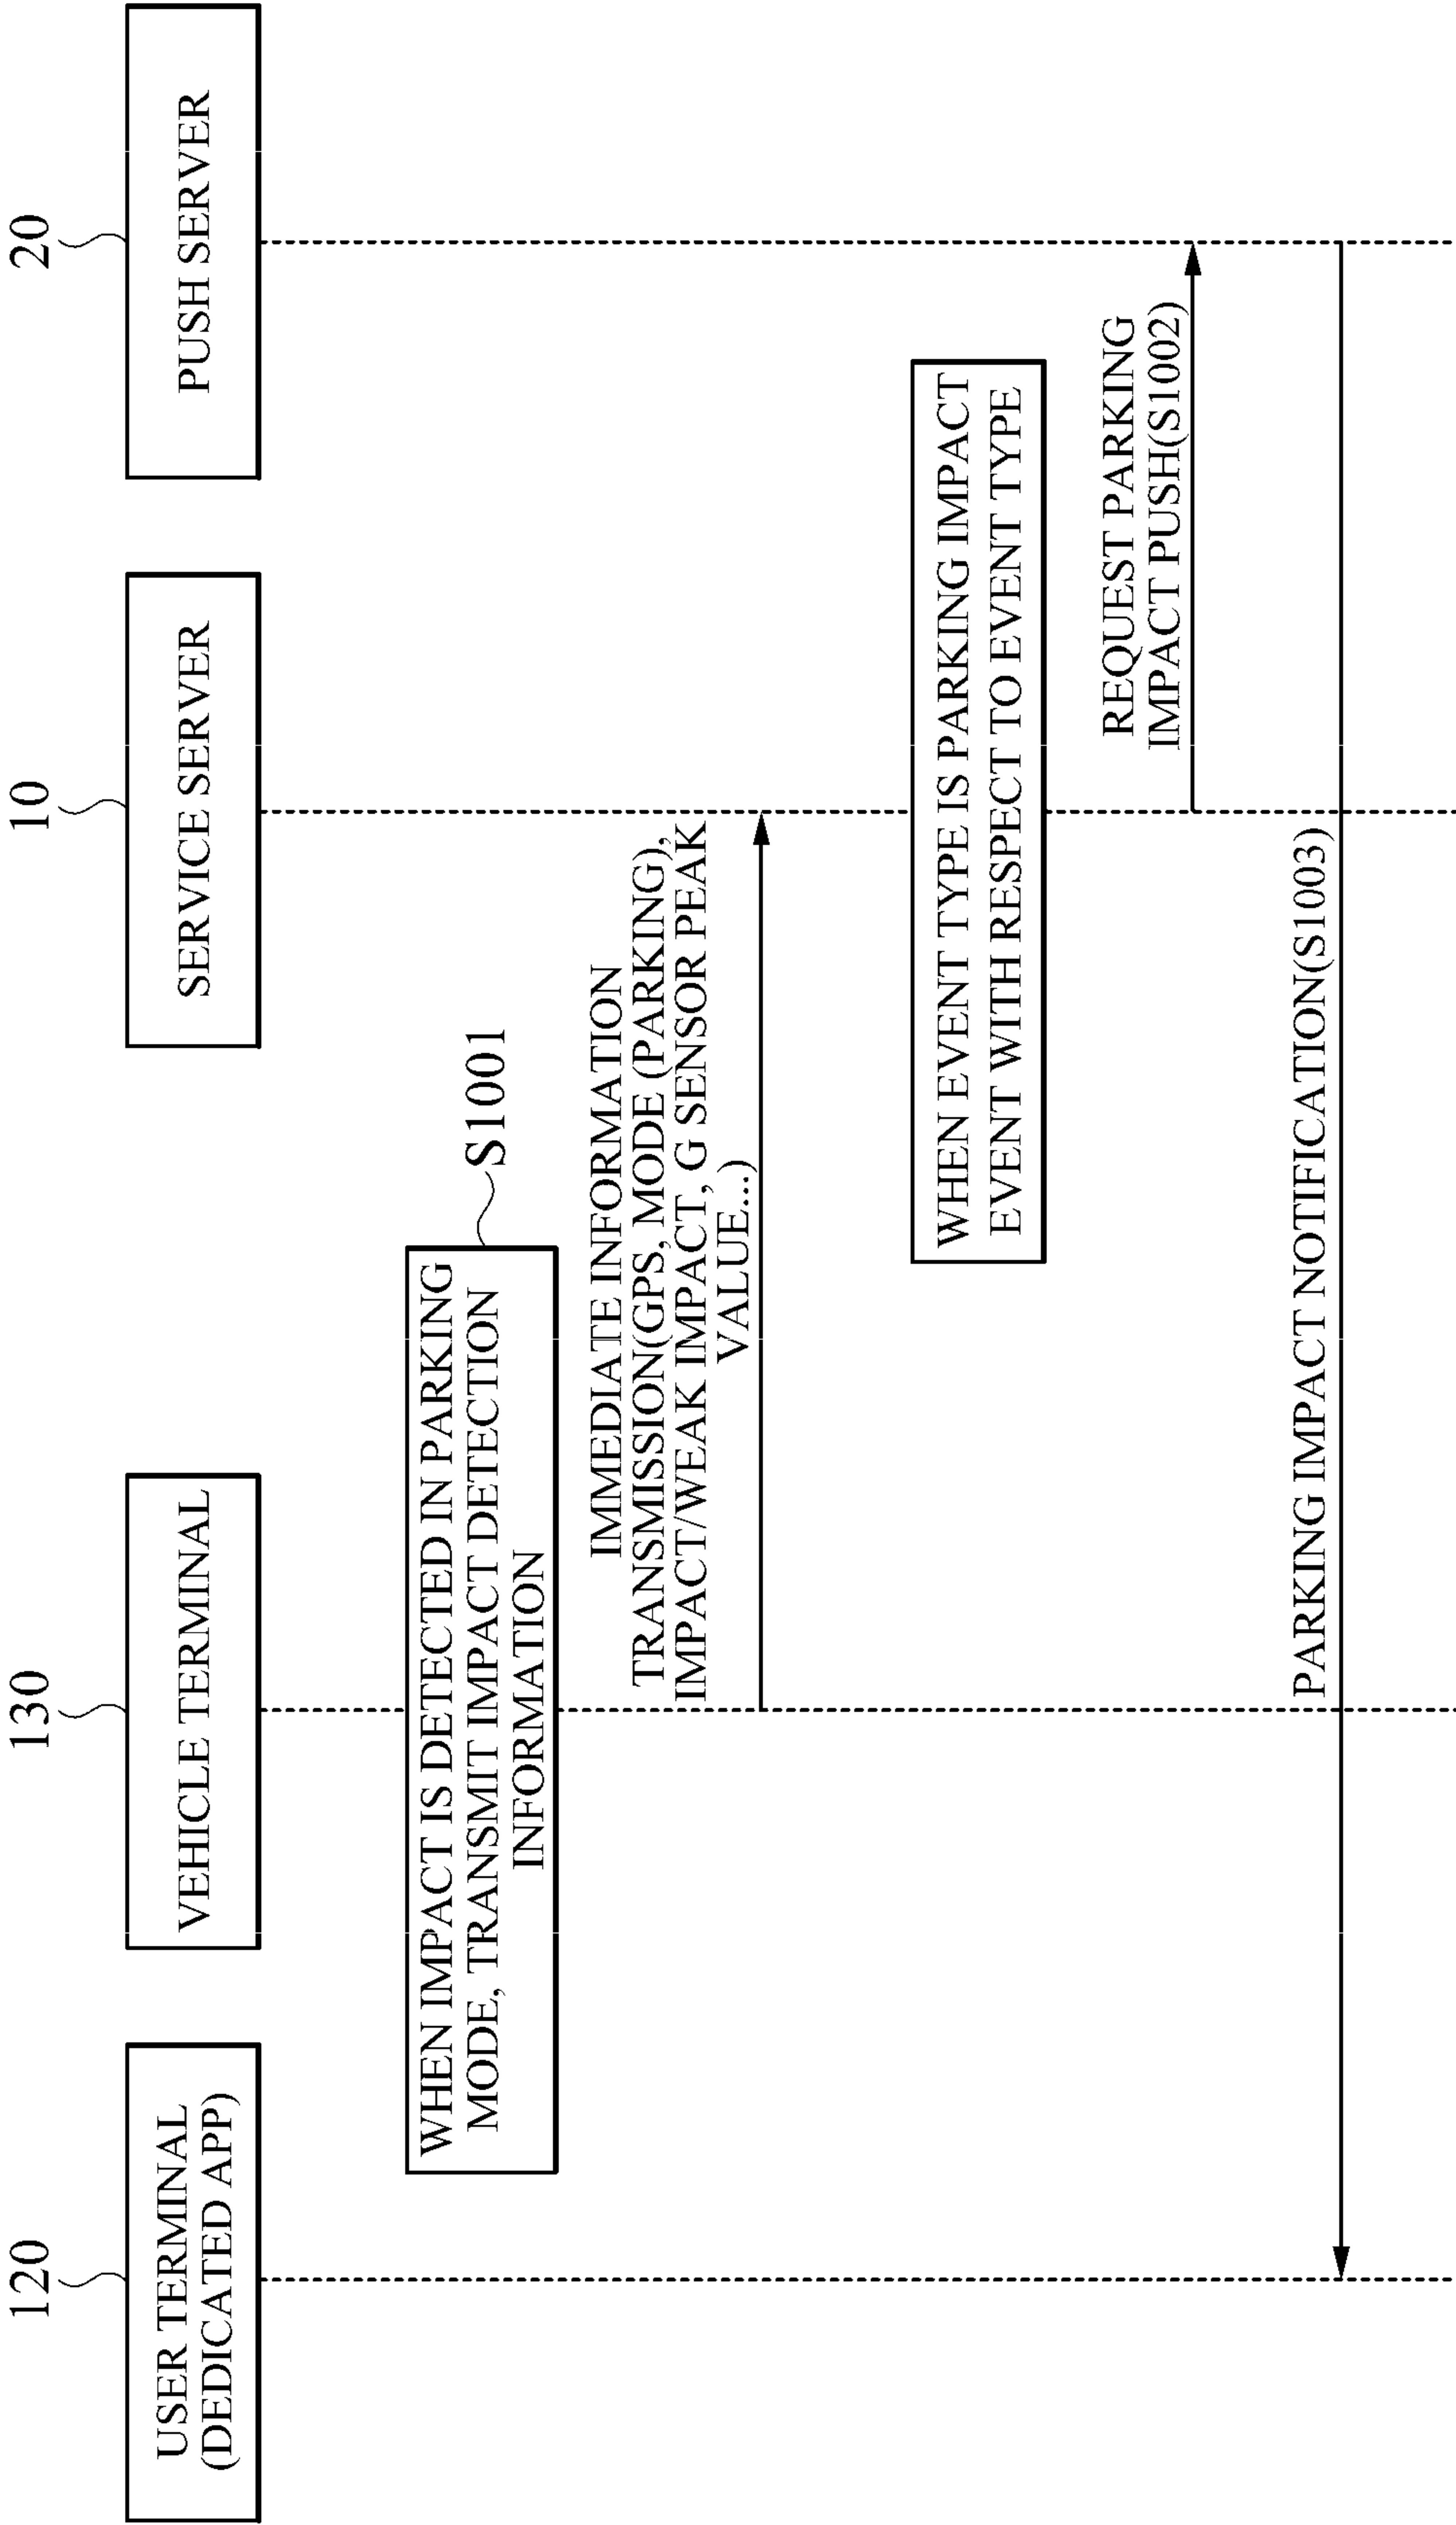 120
130
10
20
USER TERMINAL
(DEDICATED APP)
VEHICLE TERMINAL
SERVICE SERVER
PUSH SERVER
WHEN IMPACT IS DETECTED IN PARKING
MODE, TRANSMIT IMPACT DETECTION
INFORMATION
S1001
IMMEDIATE INFORMATION
TRANSMISSION(GPS, MODE (PARKING),
IMPACT/WEAK IMPACT, G SENSOR PEAK
VALUE...)
WHEN EVENT TYPE IS PARKING IMPACT
EVENT WITH RESPECT TO EVENT TYPE
REQUEST PARKING
IMPACT PUSH(S1002)
PARKING IMPACT NOTIFICATION(S1003)